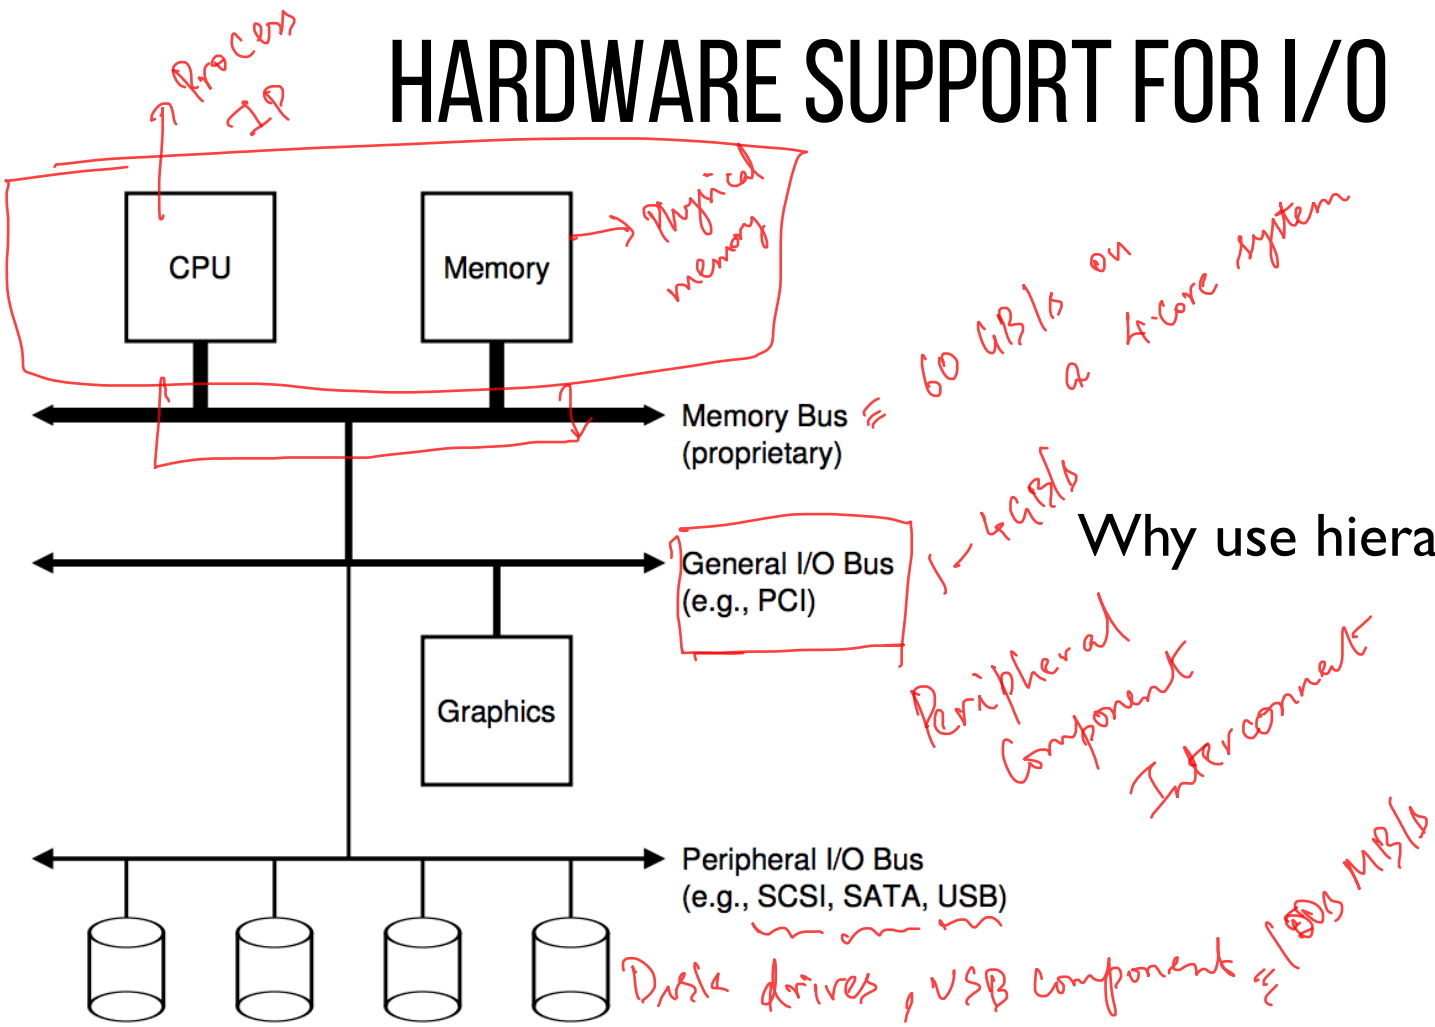 HARDWARE SUPPORT FOR I/O
Process
IP
CPU
Memory
Physical
memory
Memory Bus
(proprietary)
= 60 GB/s on
a 4-core system
General I/O Bus
(e.g., PCI)
1-4GB/s
Why use hiera
Peripheral
Component
Interconnect
Graphics
Peripheral I/O Bus
(e.g., SCSI, SATA, USB)
Disk drives, USB component =
MB/s